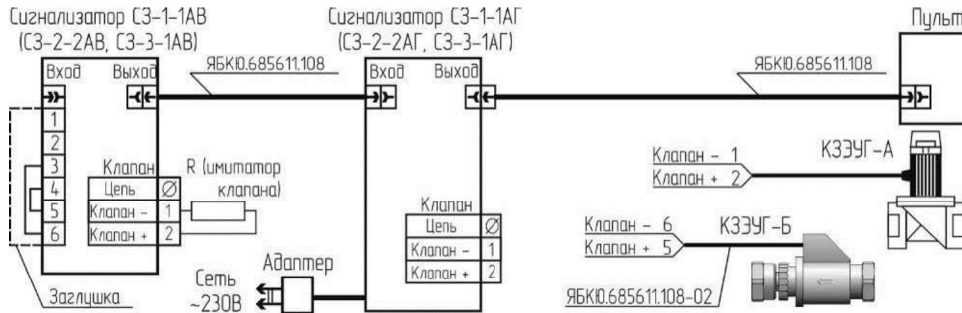 Сигнализатор СЗ-1-1АВ
(СЗ-2-2АВ, СЗ-3-1АВ)
Вход
Выход
1
2
3
4
5
6
Клапан
Цепь
Ø
Клапан -
1
Клапан +
2
R (имитатор
клапана)
Заглушка
ЯБКЮ.685611.108
Сигнализатор СЗ-1-1АГ
(СЗ-2-2АГ, СЗ-3-1АГ)
Вход
Выход
Клапан
Цепь
Ø
Клапан -
1
Клапан +
2
Сеть
~230В
Адаптер
ЯБКЮ.685611.108
Пульт
Клапан - 1
Клапан + 2
КЗЭУГ-А
Клапан - 6
Клапан + 5
КЗЭУГ-Б
ЯБКЮ.685611.108-02